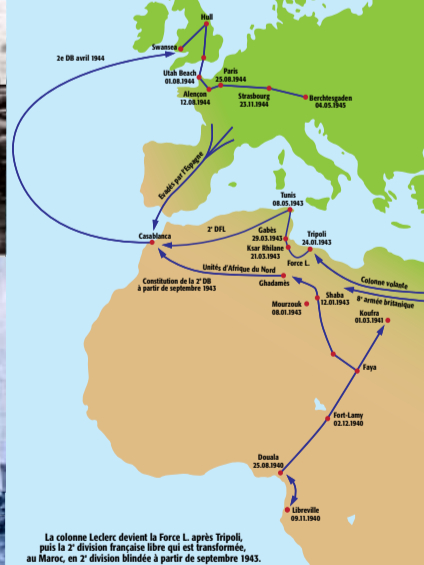 Hull
Swansea
2e DB avril 1944
Utah Beach
01.08.1944
Paris
25.08.1944
Alençon
12.08.1944
Strasbourg
23.11.1944
Berchtesgaden
04.05.1945
Evadés par l'Espagne
Tunis
08.05.1943
Casablanca
2e DFL
Gabès
29.03.1943
Tripoli
24.01.1943
Ksar Rhilane
21.03.1943
Force L.
Unités d'Afrique du Nord
Ghadamès
Colonne volante
8e armée britanique
Constitution de la 2e DB
à partir de septembre 1943
Shaba
12.01.1943
Mourzouk
08.01.1943
Koufra
01.03.1941
Faya
Fort-Lamy
02.12.1940
Douala
25.08.1940
Libreville
09.11.1940
La colonne Leclerc devient la Force L. après Tripoli,
puis la 2e division française libre qui est transformée,
au Maroc, en 2e division blindée à partir de septembre 1943.